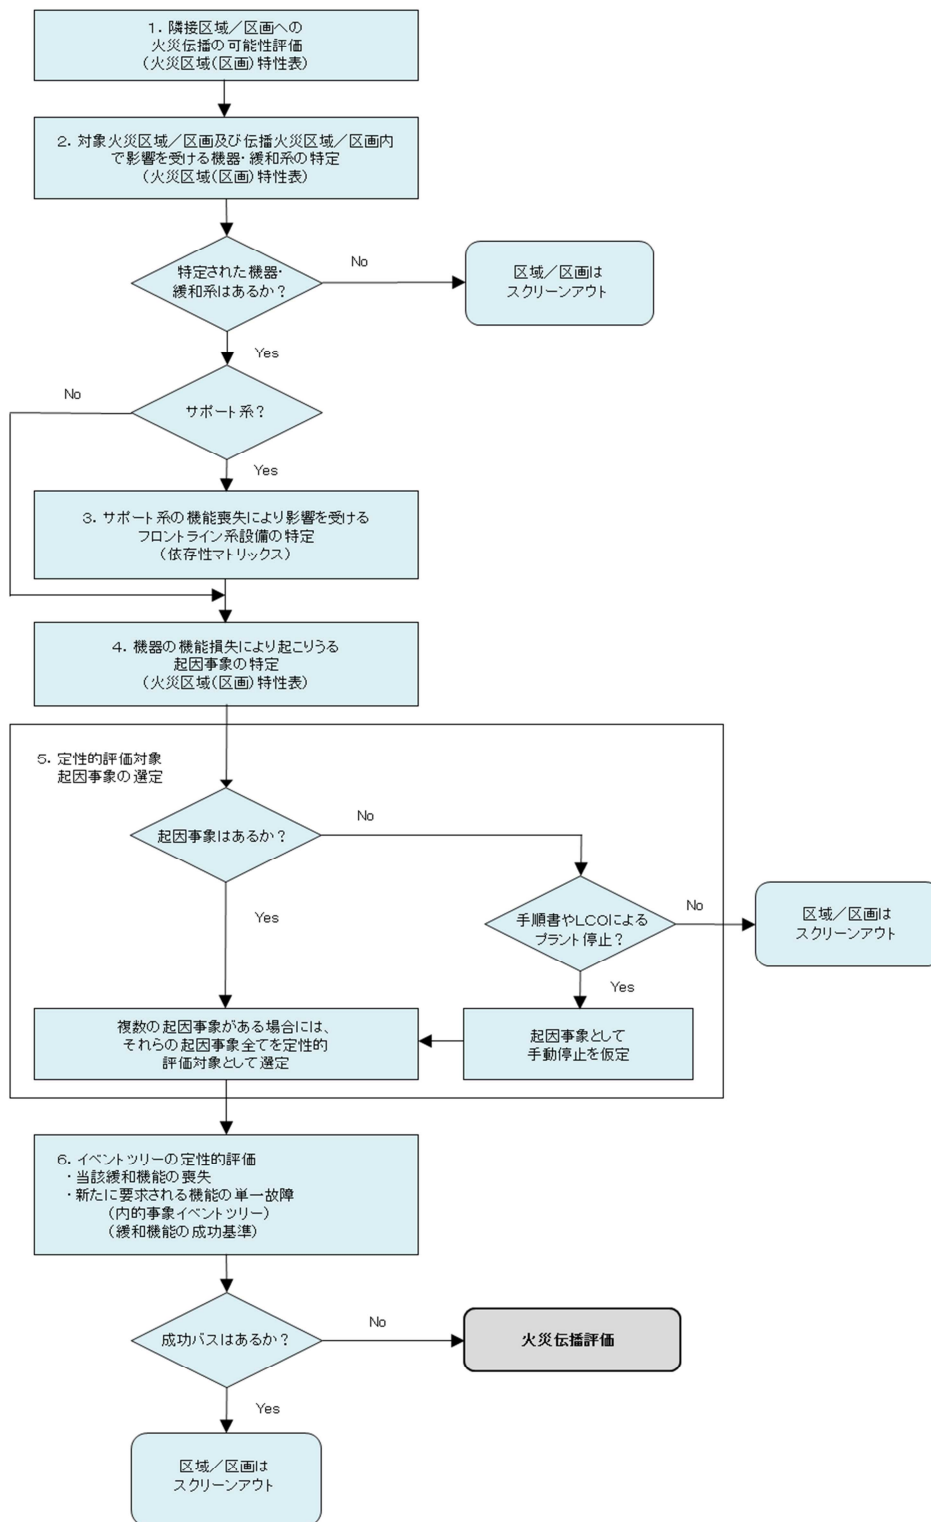 1. 隣接区域／区画への
火災伝播の可能性評価
(火災区域(区画)特性表)
2. 対象火災区域／区画及び伝播火災区域／区画内
で影響を受ける機器・緩和系の特定
(火災区域(区画)特性表)
特定された機器・
緩和系はあるか？
No
区域／区画は
スクリーンアウト
Yes
No
サポート系？
Yes
3. サポート系の機能喪失により影響を受ける
フロントライン系設備の特定
(依存性マトリックス)
4. 機器の機能損失により起こりうる
起因事象の特定
(火災区域(区画)特性表)
5. 定性的評価対象
起因事象の選定
起因事象はあるか？
No
手順書やLCOによる
プラント停止？
No
区域／区画は
スクリーンアウト
Yes
Yes
複数の起因事象がある場合には、
それらの起因事象全てを定性的
評価対象として選定
起因事象として
手動停止を仮定
6. イベントツリーの定性的評価
・当該緩和機能の喪失
・新たに要求される機能の単一故障
(内的事象イベントツリー)
(緩和機能の成功基準)
成功パスはあるか？
No
火災伝播評価
Yes
区域／区画は
スクリーンアウト